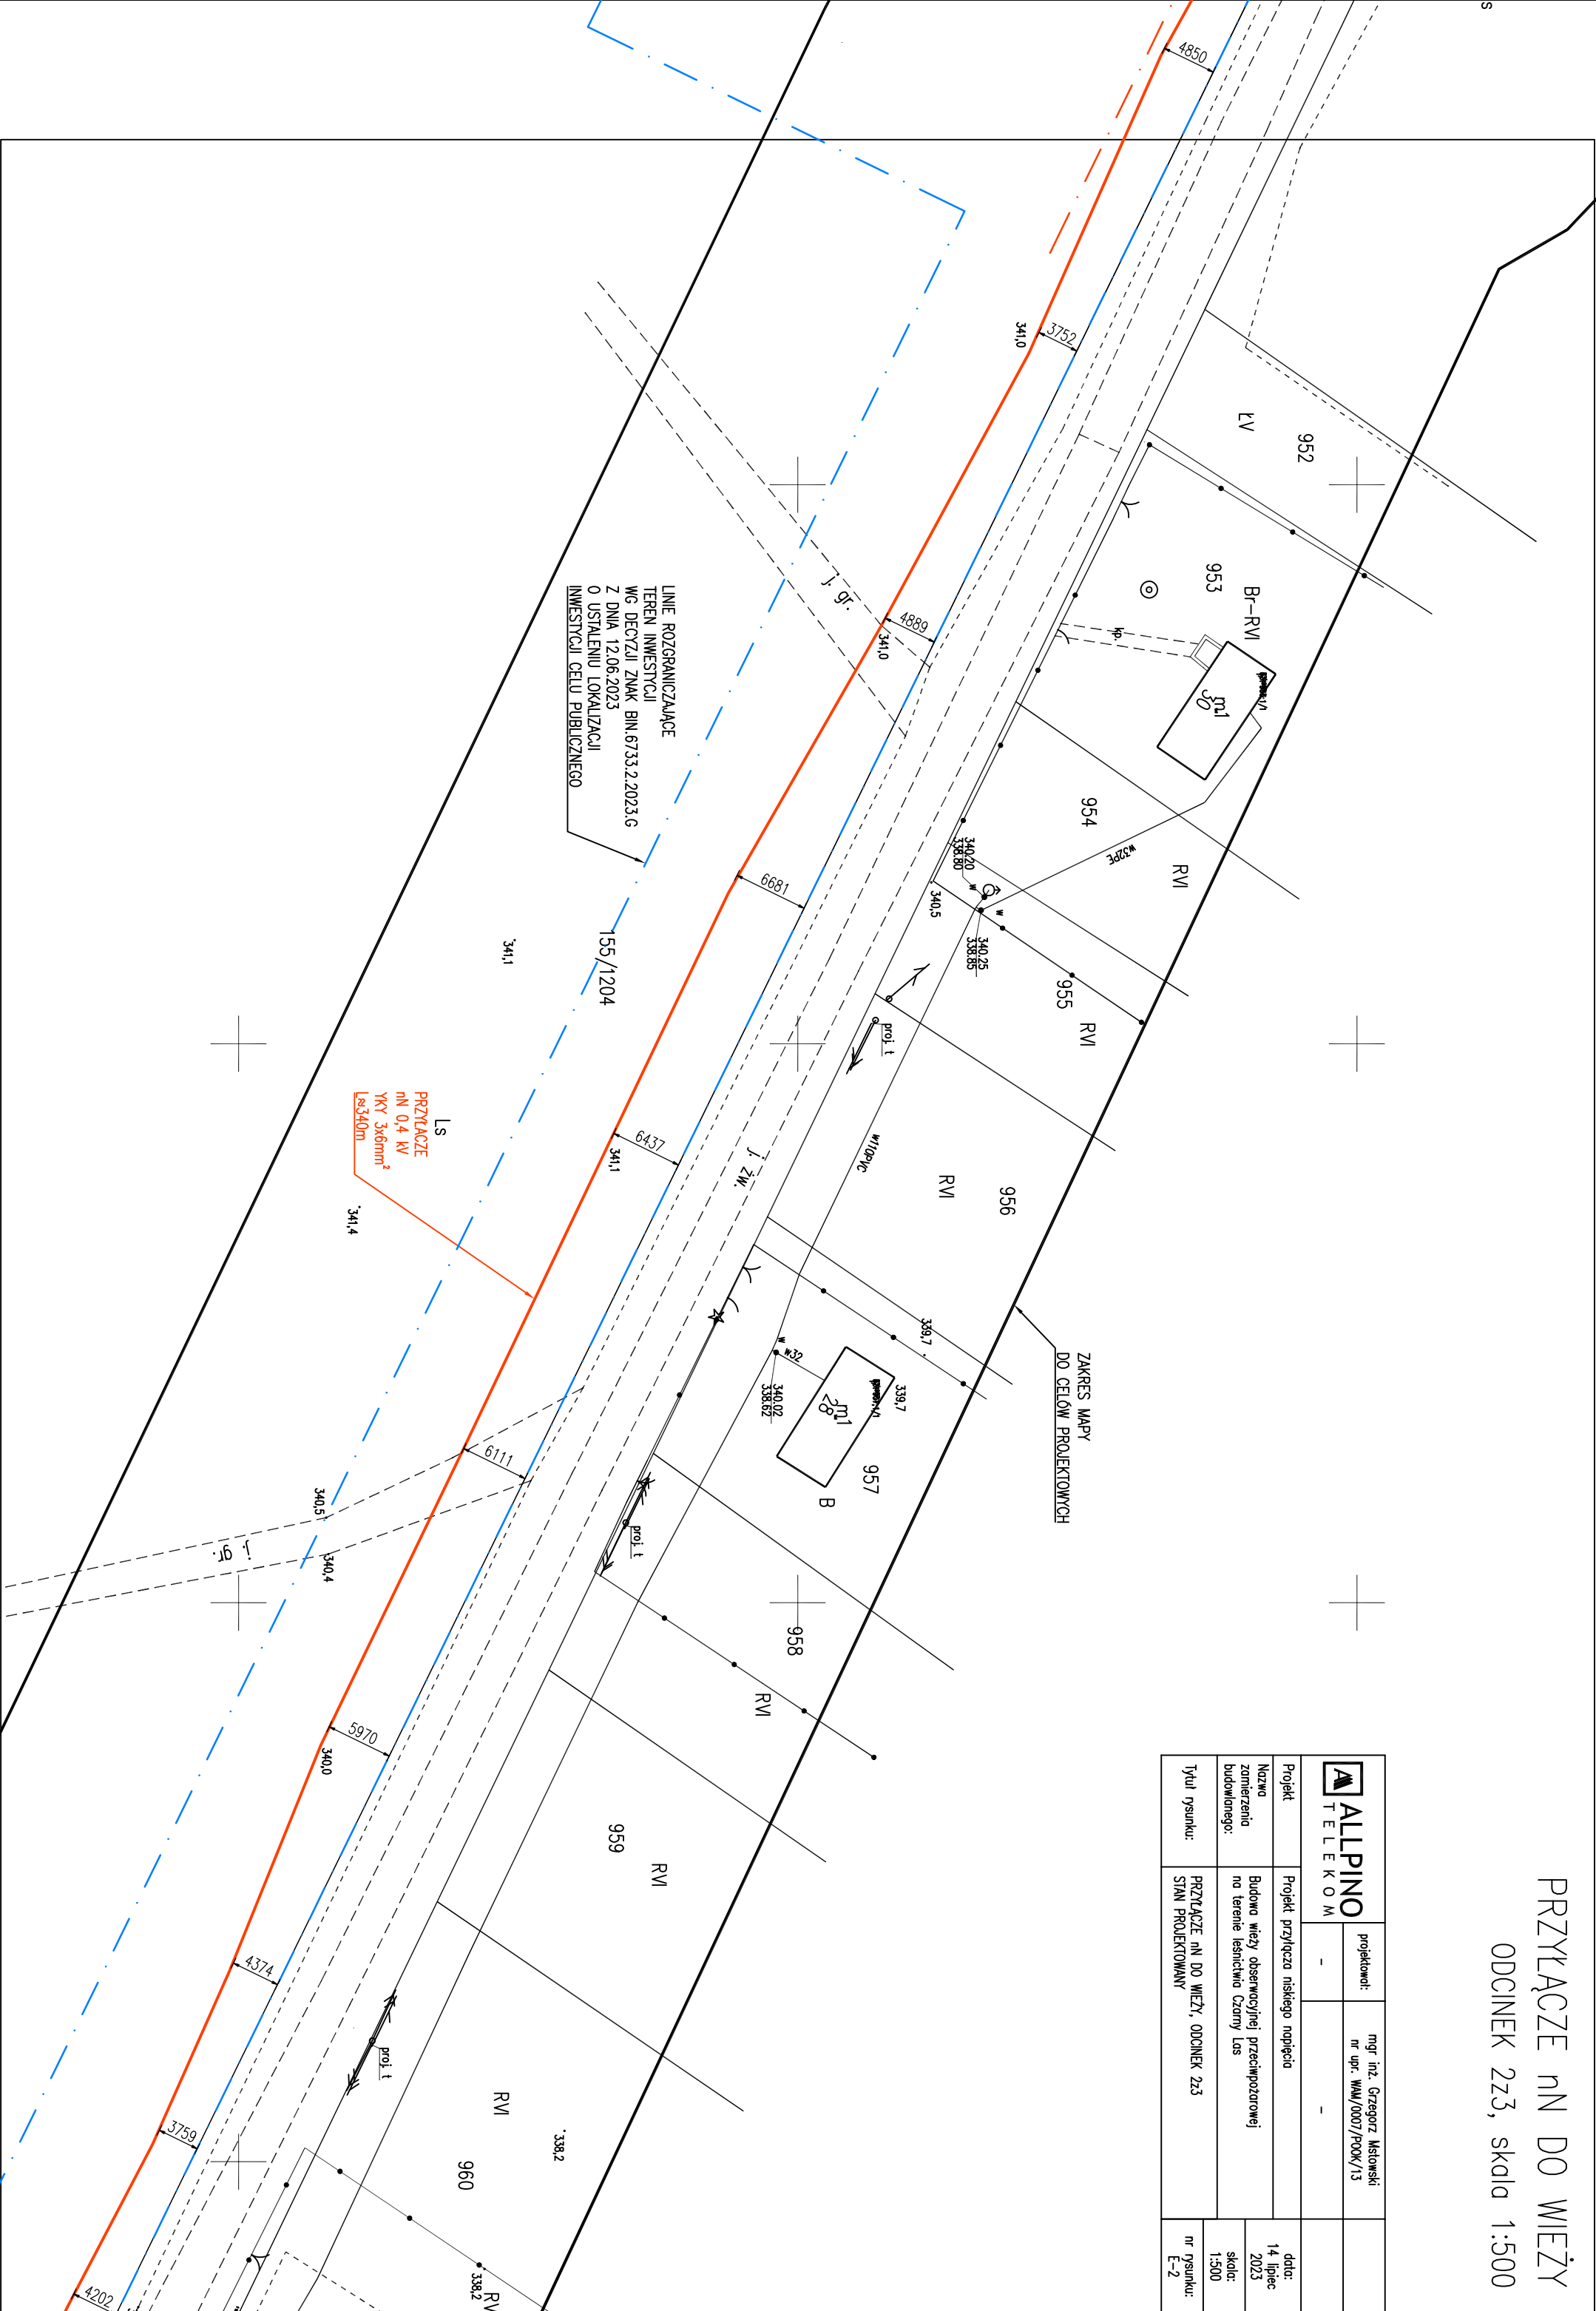 PRZYŁĄCZE nN DO WIEŻY
ODCINEK 2z3, skala 1:500
ALLPINO
TELEKOM
projektował:
mgr inż. Grzegorz Mstowski
nr upr. WAM/0007/POOK/13
-
-
Projekt
Projekt przyłącza niskiego napięcia
data:
14 lipiec
2023
Nazwa
zamierzenia
budowlanego:
Budowa wieży obserwacyjnej przeciwpożarowej
na terenie leśnictwa Czarny Las
skala:
1:500
Tytuł rysunku:
PRZYŁĄCZE nN DO WIEŻY, ODCINEK 2z3
STAN PROJEKTOWANY
nr rysunku:
E-2
ZAKRES MAPY
DO CELÓW PROJEKTOWYCH
LINIE ROZGRANICZAJĄCE
TEREN INWESTYCJI
WG DECYZJI ZNAK BIN.6733.2.2023.G
Z DNIA 12.06.2023
O USTALENIU LOKALIZACJI
INWESTYCJI CELU PUBLICZNEGO
Ls
PRZYŁĄCZE
nN 0,4 kV
YKY 3x6mm²
L≈340m
s
4850
3752
341,0
4889
341,0
6681
6437
341,1
6111
5970
340,0
4374
3759
4202
155/1204
341,1
341,4
340,5
340,4
j. gr.
j. gr.
j. żw.
952
ŁV
953
Br-RVI
m1
30
kp.
954
RVI
w32PE
340.20
338.80
w
w
340.25
338.85
340,5
955
RVI
proj. t
w110PVC
956
RVI
339,7
339,7
w
w32
340.02
338.62
m1
28
957
B
proj. t
958
RVI
959
RVI
proj. t
RVI
960
338,2
338,2
RV